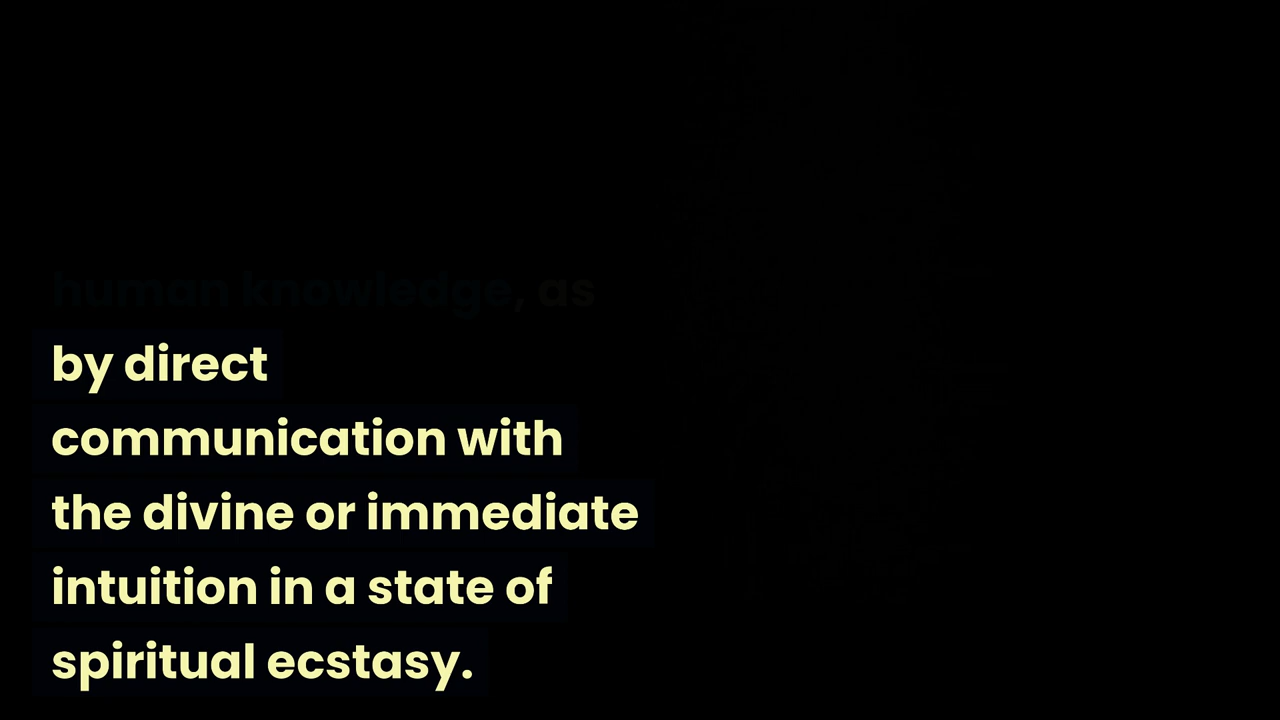 human knowledge, as
by direct
communication with
the divine or immediate
intuition in a state of
spiritual ecstasy.